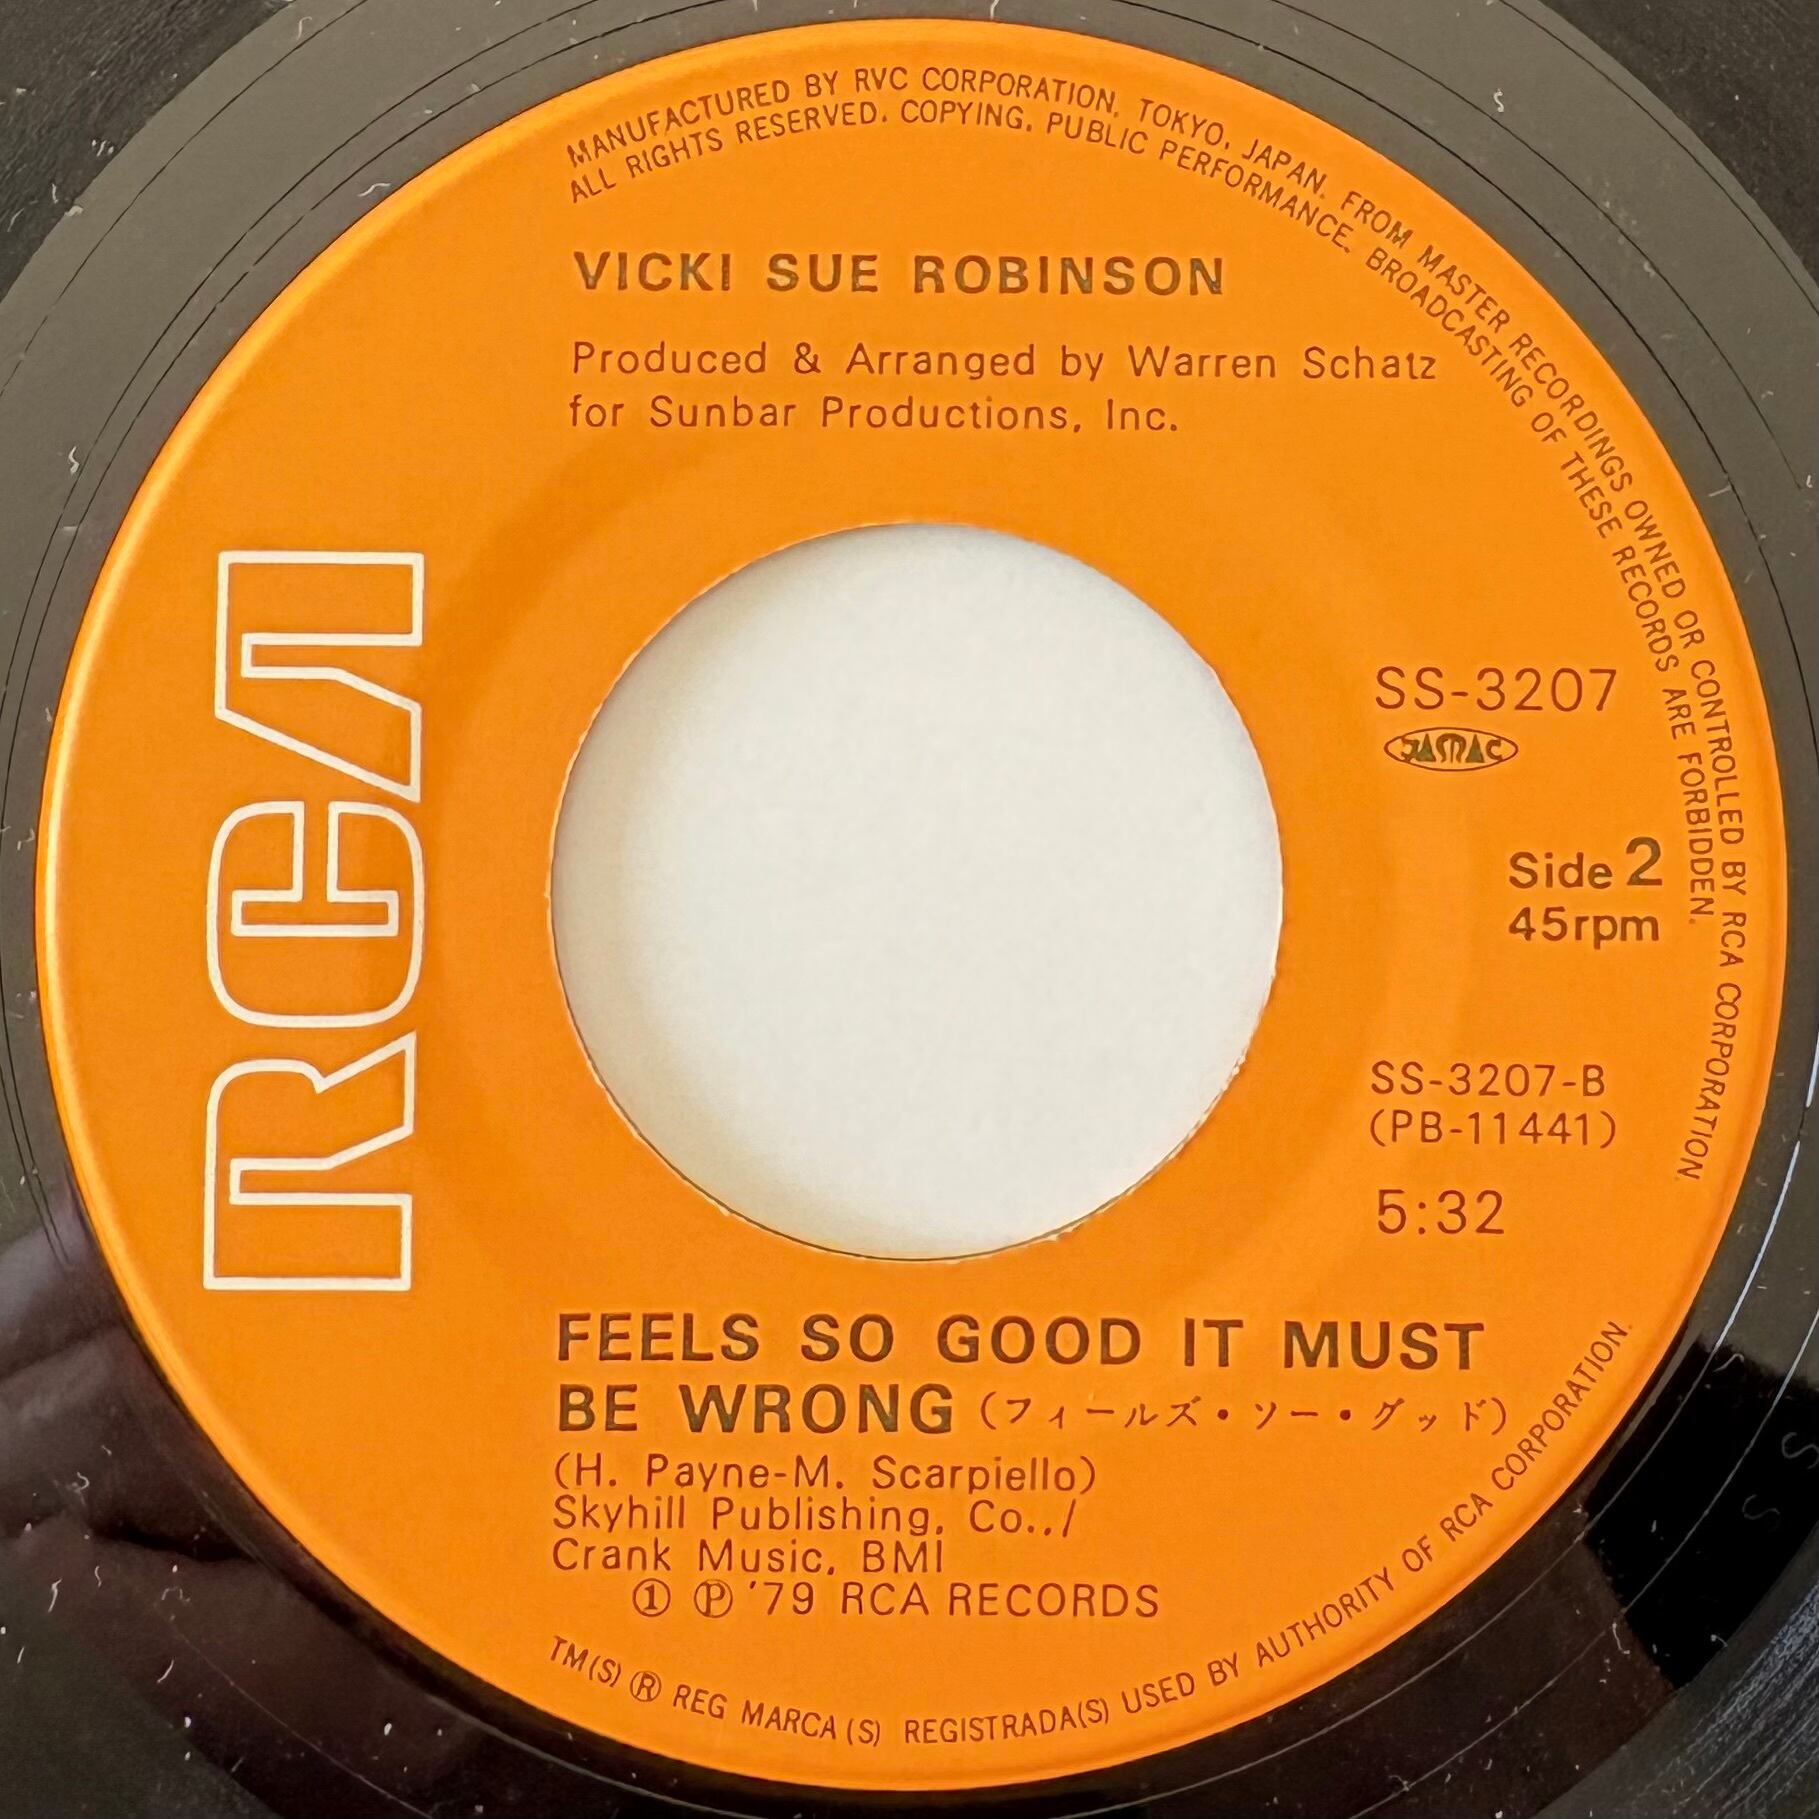 MANUFACTURED BY RVC CORPORATION, TOKYO, JAPAN. FROM MASTER RECORDINGS OWNED OR CONTROLLED BY RCA CORPORATION.
ALL RIGHTS RESERVED. COPYING. PUBLIC PERFORMANCE. BROADCASTING OF THESE RECORDS ARE FORBIDDEN.
VICKI SUE ROBINSON
Produced & Arranged by Warren Schatz
for Sunbar Productions, Inc.
RCA
SS-3207
JASRAC
Side 2
45rpm
SS-3207-B
(PB-11441)
5:32
FEELS SO GOOD IT MUST
BE WRONG (フィールズ・ソー・グッド)
(H. Payne-M. Scarpiello)
Skyhill Publishing, Co../
Crank Music, BMI
① Ⓟ '79 RCA RECORDS
TM(S) ® REG MARCA (S) REGISTRADA(S) USED BY AUTHORITY OF RCA CORPORATION.